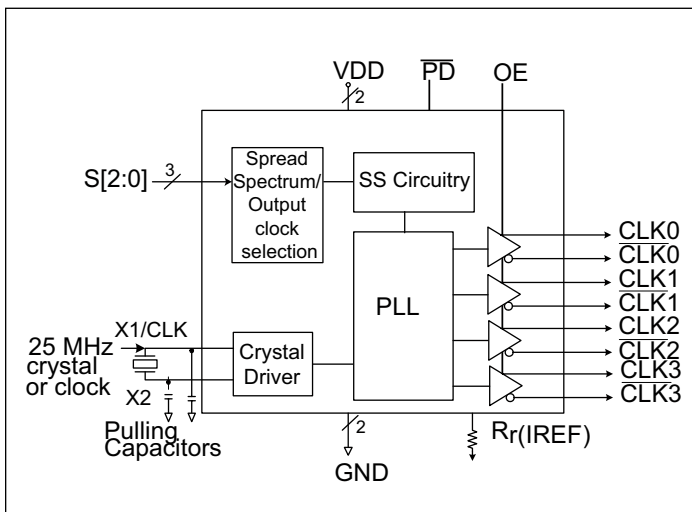 VDD
PD
OE
2
S[2:0]
3
Spread
Spectrum/
Output
clock
selection
SS Circuitry
PLL
CLK0
CLK0
CLK1
CLK1
CLK2
CLK2
CLK3
CLK3
X1/CLK
25 MHz
crystal
or clock
Crystal
Driver
X2
Pulling
Capacitors
2
GND
Rr(IREF)